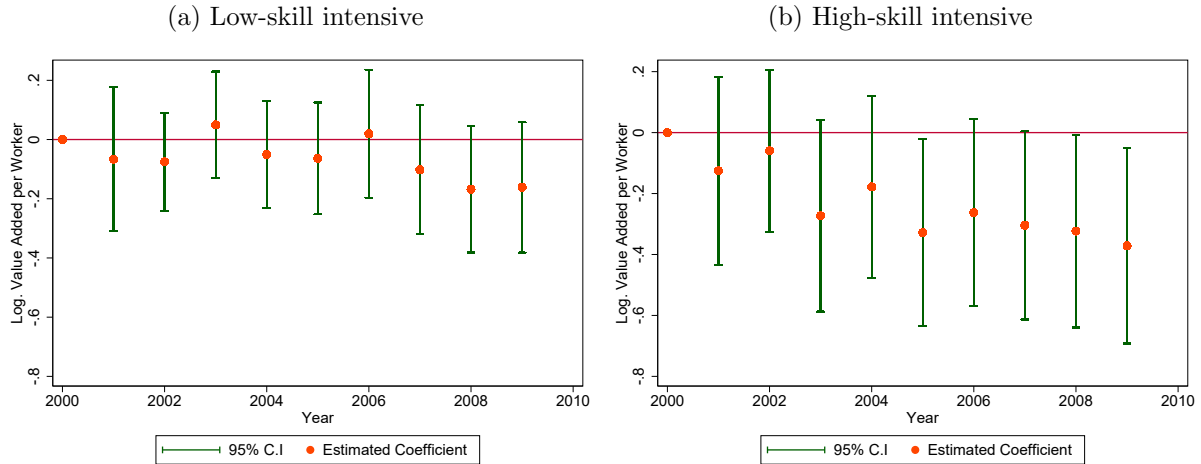 (a) Low-skill intensive
Log. Value Added per Worker
.2
0
-.2
-.4
-.6
-.8
2000 2002 2004 2006 2008 2010
Year
95% C.I Estimated Coefficient
(b) High-skill intensive
Log. Value Added per Worker
.2
0
-.2
-.4
-.6
-.8
2000 2002 2004 2006 2008 2010
Year
95% C.I Estimated Coefficient